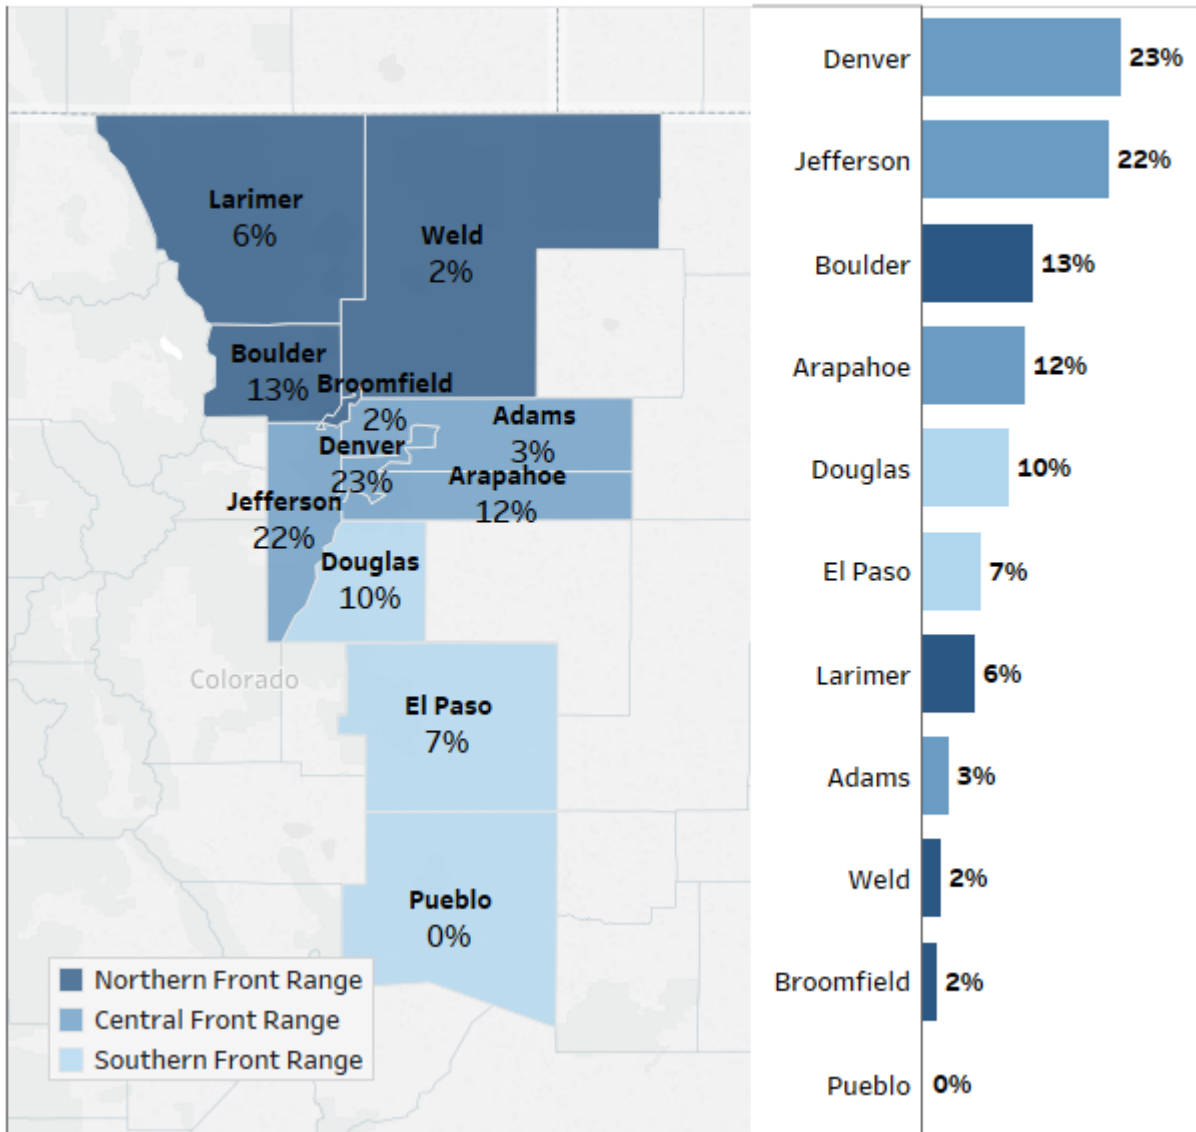 Larimer
6%
Weld
2%
Boulder
13%
Broomfield
2%
Adams
3%
Denver
23%
Arapahoe
12%
Jefferson
22%
Douglas
10%
Colorado
El Paso
7%
Pueblo
0%
Northern Front Range
Central Front Range
Southern Front Range
Denver 23%
Jefferson 22%
Boulder 13%
Arapahoe 12%
Douglas 10%
El Paso 7%
Larimer 6%
Adams 3%
Weld 2%
Broomfield 2%
Pueblo 0%